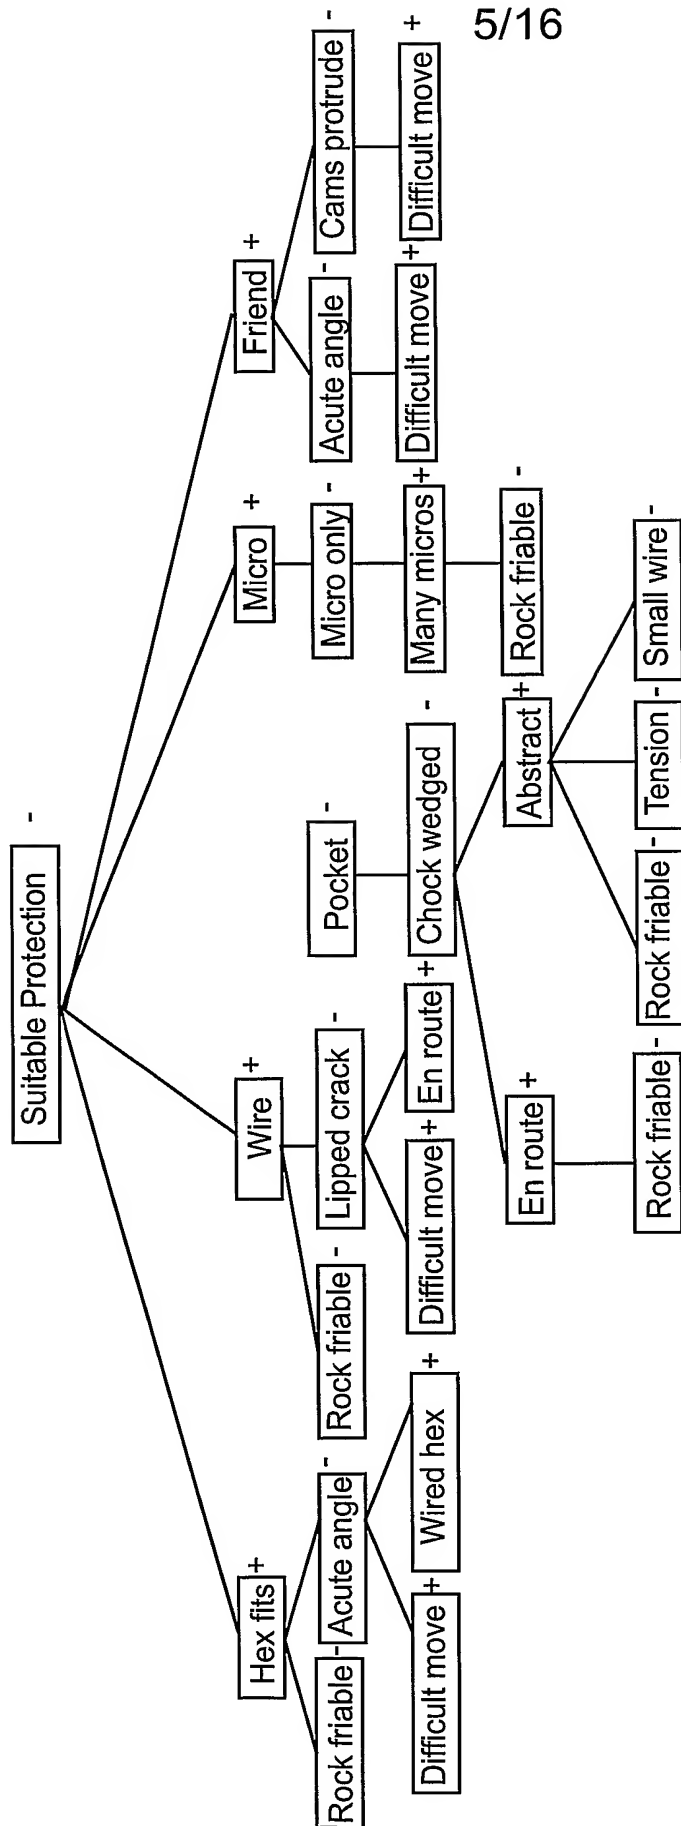 5/16
Suitable Protection -
Hex fits +
Wire +
Micro +
Friend +
Rock friable -
Acute angle -
Rock friable -
Lipped crack -
Pocket -
Micro only -
Acute angle -
Cams protrude -
Difficult move +
Wired hex +
Difficult move +
En route +
Chock wedged -
Many micros +
Difficult move +
Difficult move +
En route +
Abstract +
Rock friable -
Rock friable -
Rock friable -
Tension -
Small wire -